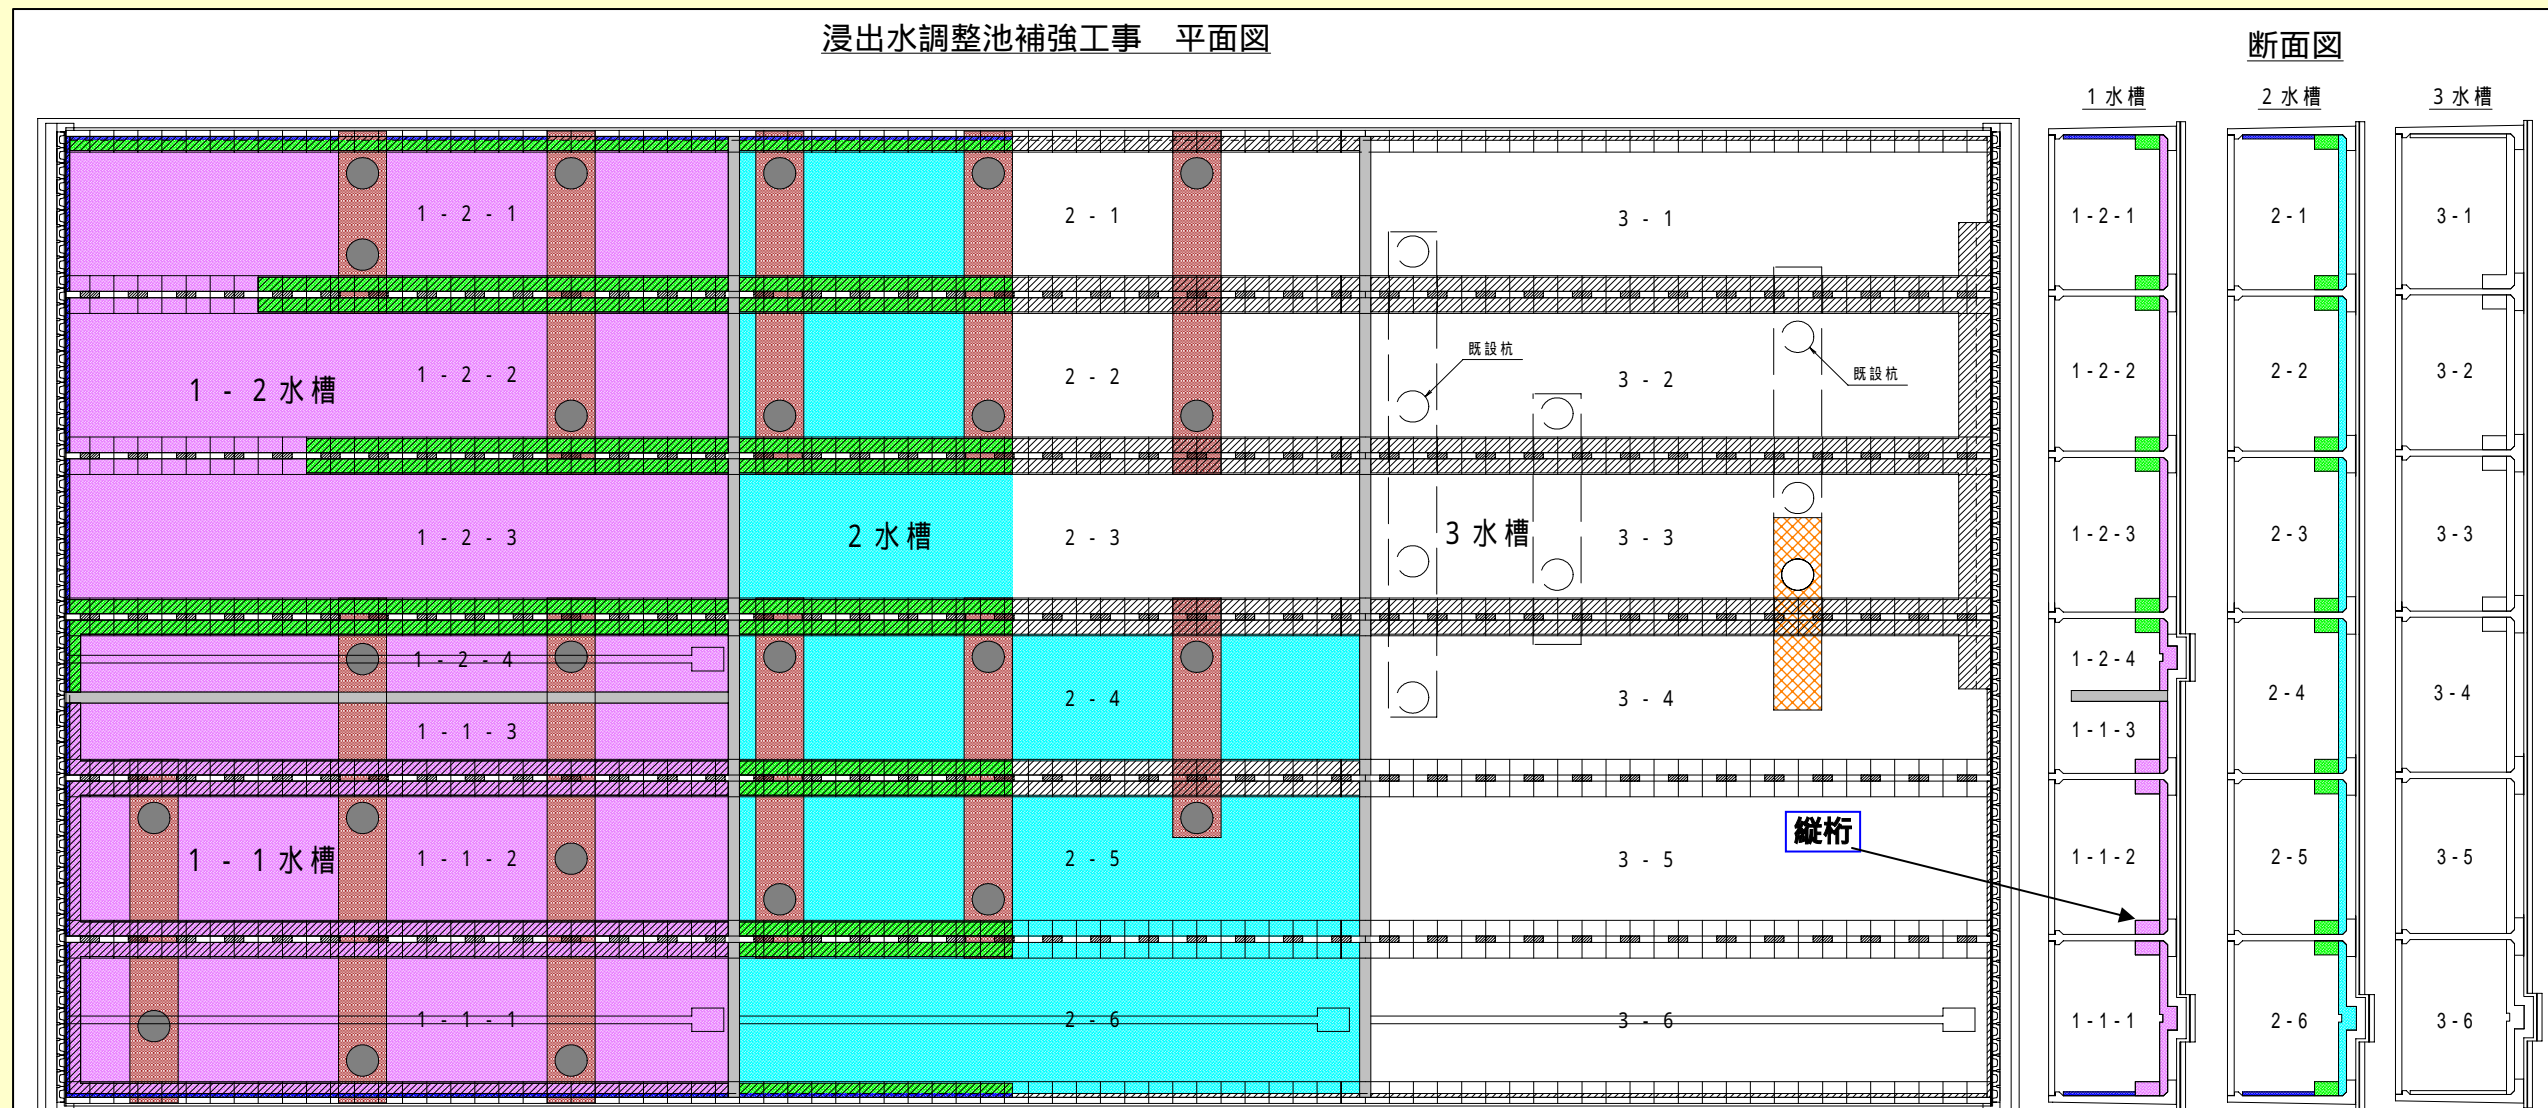 浸出水調整池補強工事　平面図
断面図
1 水槽
2 水槽
3 水槽
1 - 2 - 1
2 - 1
3 - 1
1-2-1
2-1
3-1
既設杭
既設杭
1 - 2 - 2
2 - 2
3 - 2
1 - 2 水槽
1-2-2
2-2
3-2
1 - 2 - 3
2 水槽
2 - 3
3 水槽
3 - 3
1-2-3
2-3
3-3
1 - 2 - 4
1-2-4
2 - 4
3 - 4
2-4
3-4
1 - 1 - 3
1-1-3
縦桁
1 - 1 水槽
1 - 1 - 2
2 - 5
3 - 5
1-1-2
2-5
3-5
1 - 1 - 1
2 - 6
3 - 6
1-1-1
2-6
3-6